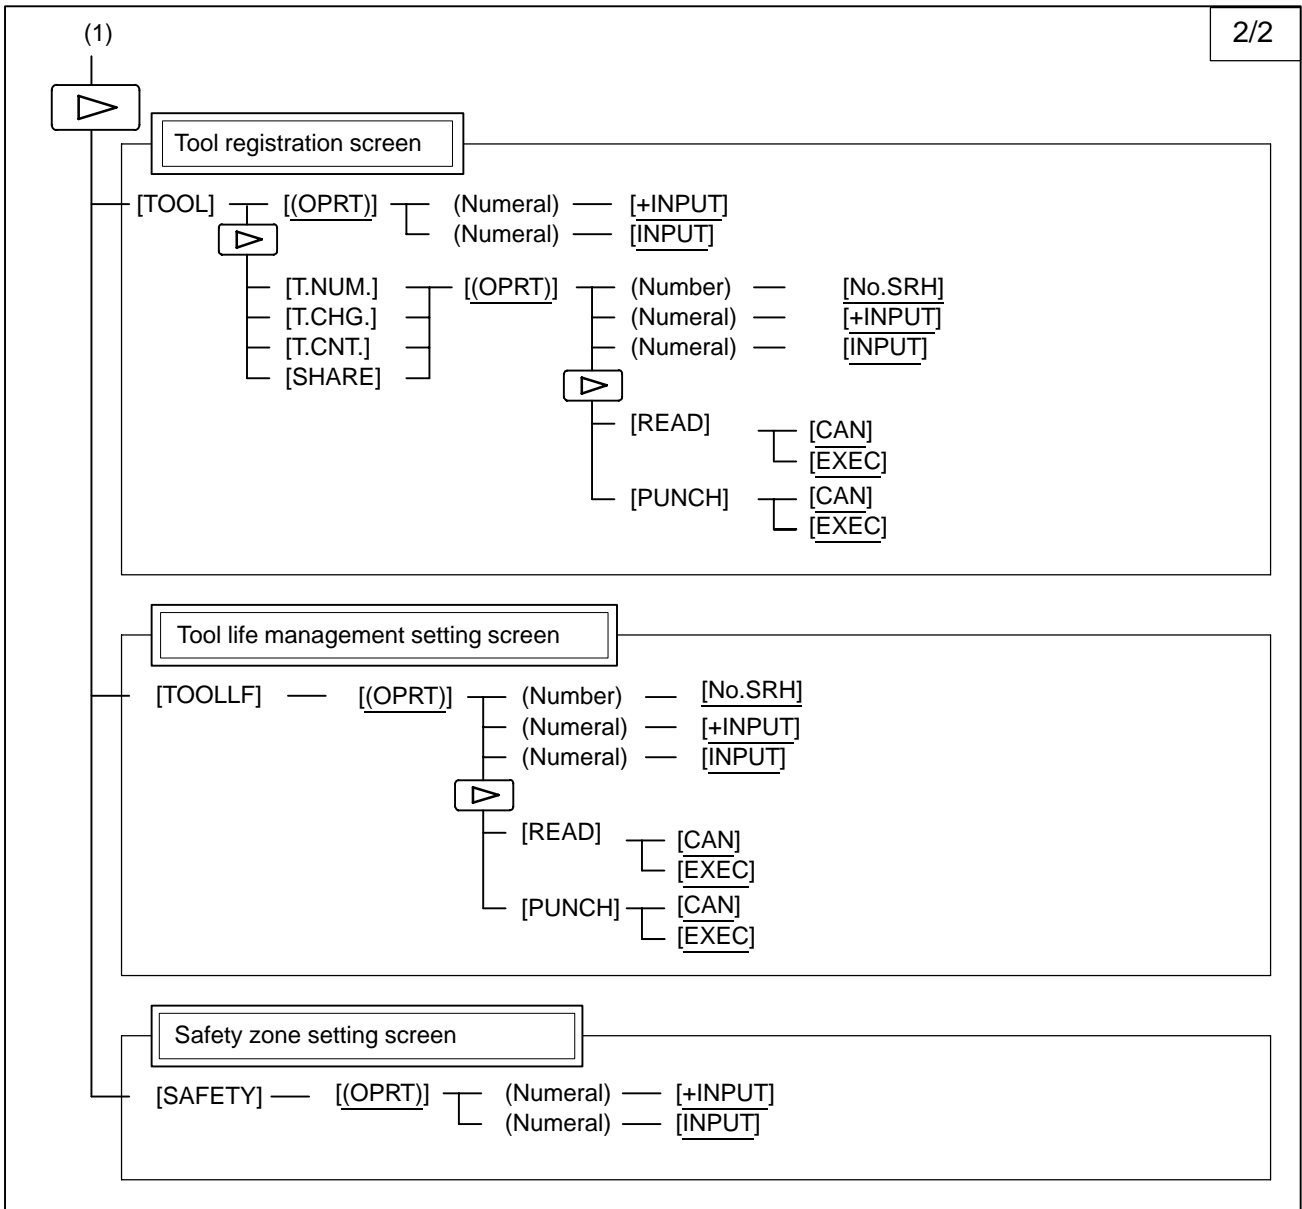 (1)
2/2
Tool registration screen
[TOOL] [(OPRT)] (Numeral) [+INPUT]
(Numeral) [INPUT]
[T.NUM.] [(OPRT)] (Number) [No.SRH]
[T.CHG.] (Numeral) [+INPUT]
[T.CNT.] (Numeral) [INPUT]
[SHARE]
[READ] [CAN]
[EXEC]
[PUNCH] [CAN]
[EXEC]
Tool life management setting screen
[TOOLLF] [(OPRT)] (Number) [No.SRH]
(Numeral) [+INPUT]
(Numeral) [INPUT]
[READ] [CAN]
[EXEC]
[PUNCH] [CAN]
[EXEC]
Safety zone setting screen
[SAFETY] [(OPRT)] (Numeral) [+INPUT]
(Numeral) [INPUT]